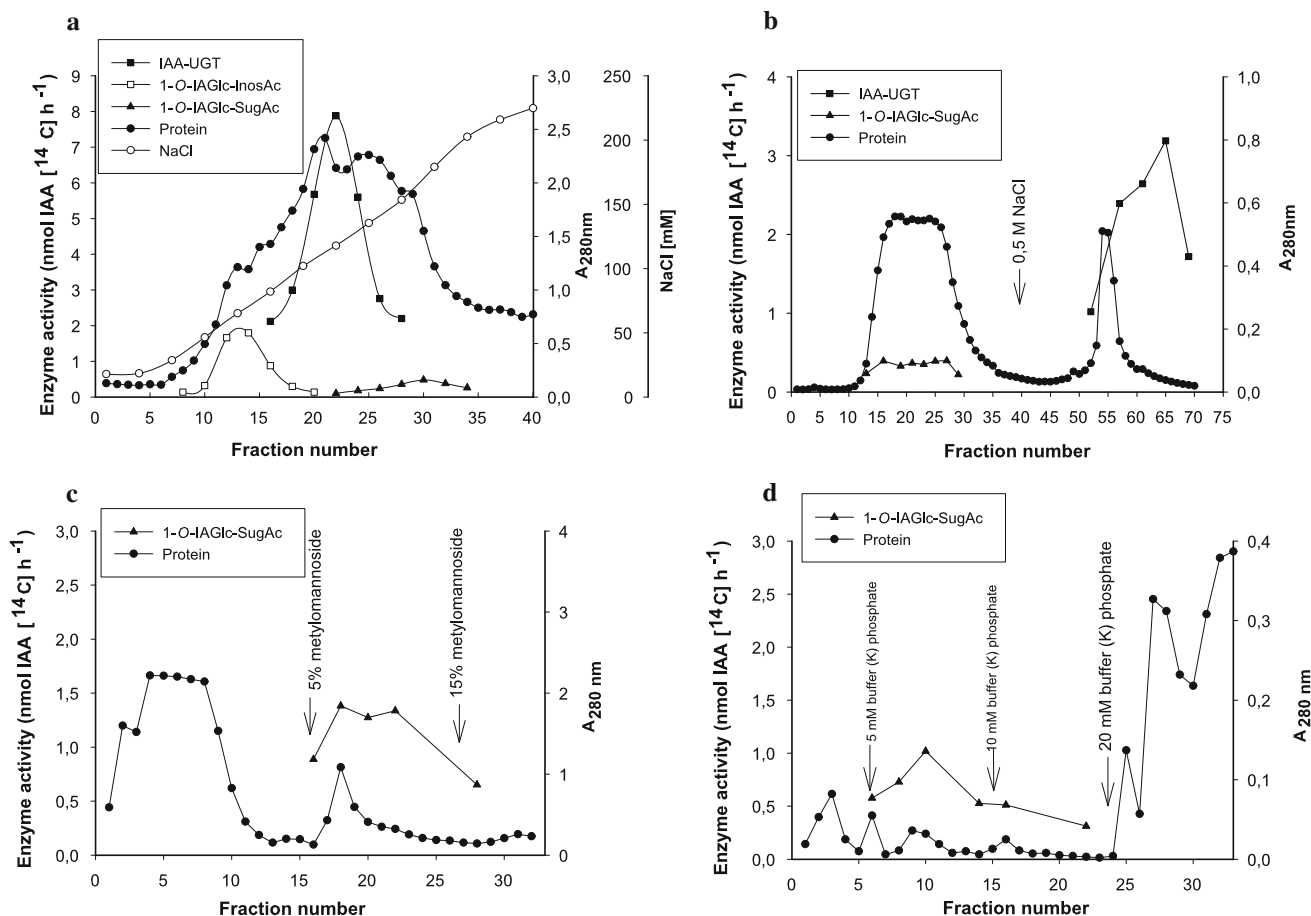 a
IAA-UGT
1-O-IAGlc-InosAc
1-O-IAGlc-SugAc
Protein
NaCl
Enzyme activity (nmol IAA [14 C] h-1)
9
8
7
6
5
4
3
2
1
0
3,0
2,5
2,0
1,5
1,0
0,5
0,0
A280nm
250
200
150
100
50
0
NaCl [mM]
0 10 20 30 40
Fraction number
b
IAA-UGT
1-O-IAGlc-SugAc
Protein
0,5 M NaCl
Enzyme activity (nmol IAA [14 C] h-1)
4
3
2
1
0
1,0
0,8
0,6
0,4
0,2
0,0
A280nm
0 5 10 15 20 25 30 35 40 45 50 55 60 65 70 75
Fraction number
c
1-O-IAGlc-SugAc
Protein
5% metylomannoside
15% metylomannoside
Enzyme activity (nmol IAA [14 C] h-1)
3,0
2,5
2,0
1,5
1,0
0,5
0,0
4
3
2
1
0
A280 nm
0 5 10 15 20 25 30
Fraction number
d
1-O-IAGlc-SugAc
Protein
5 mM buffer (K) phosphate
10 mM buffer (K) phosphate
20 mM buffer (K) phosphate
Enzyme activity (nmol IAA [14 C] h-1)
3,0
2,5
2,0
1,5
1,0
0,5
0,0
0,4
0,3
0,2
0,1
0,0
A280 nm
0 5 10 15 20 25 30
Fraction number